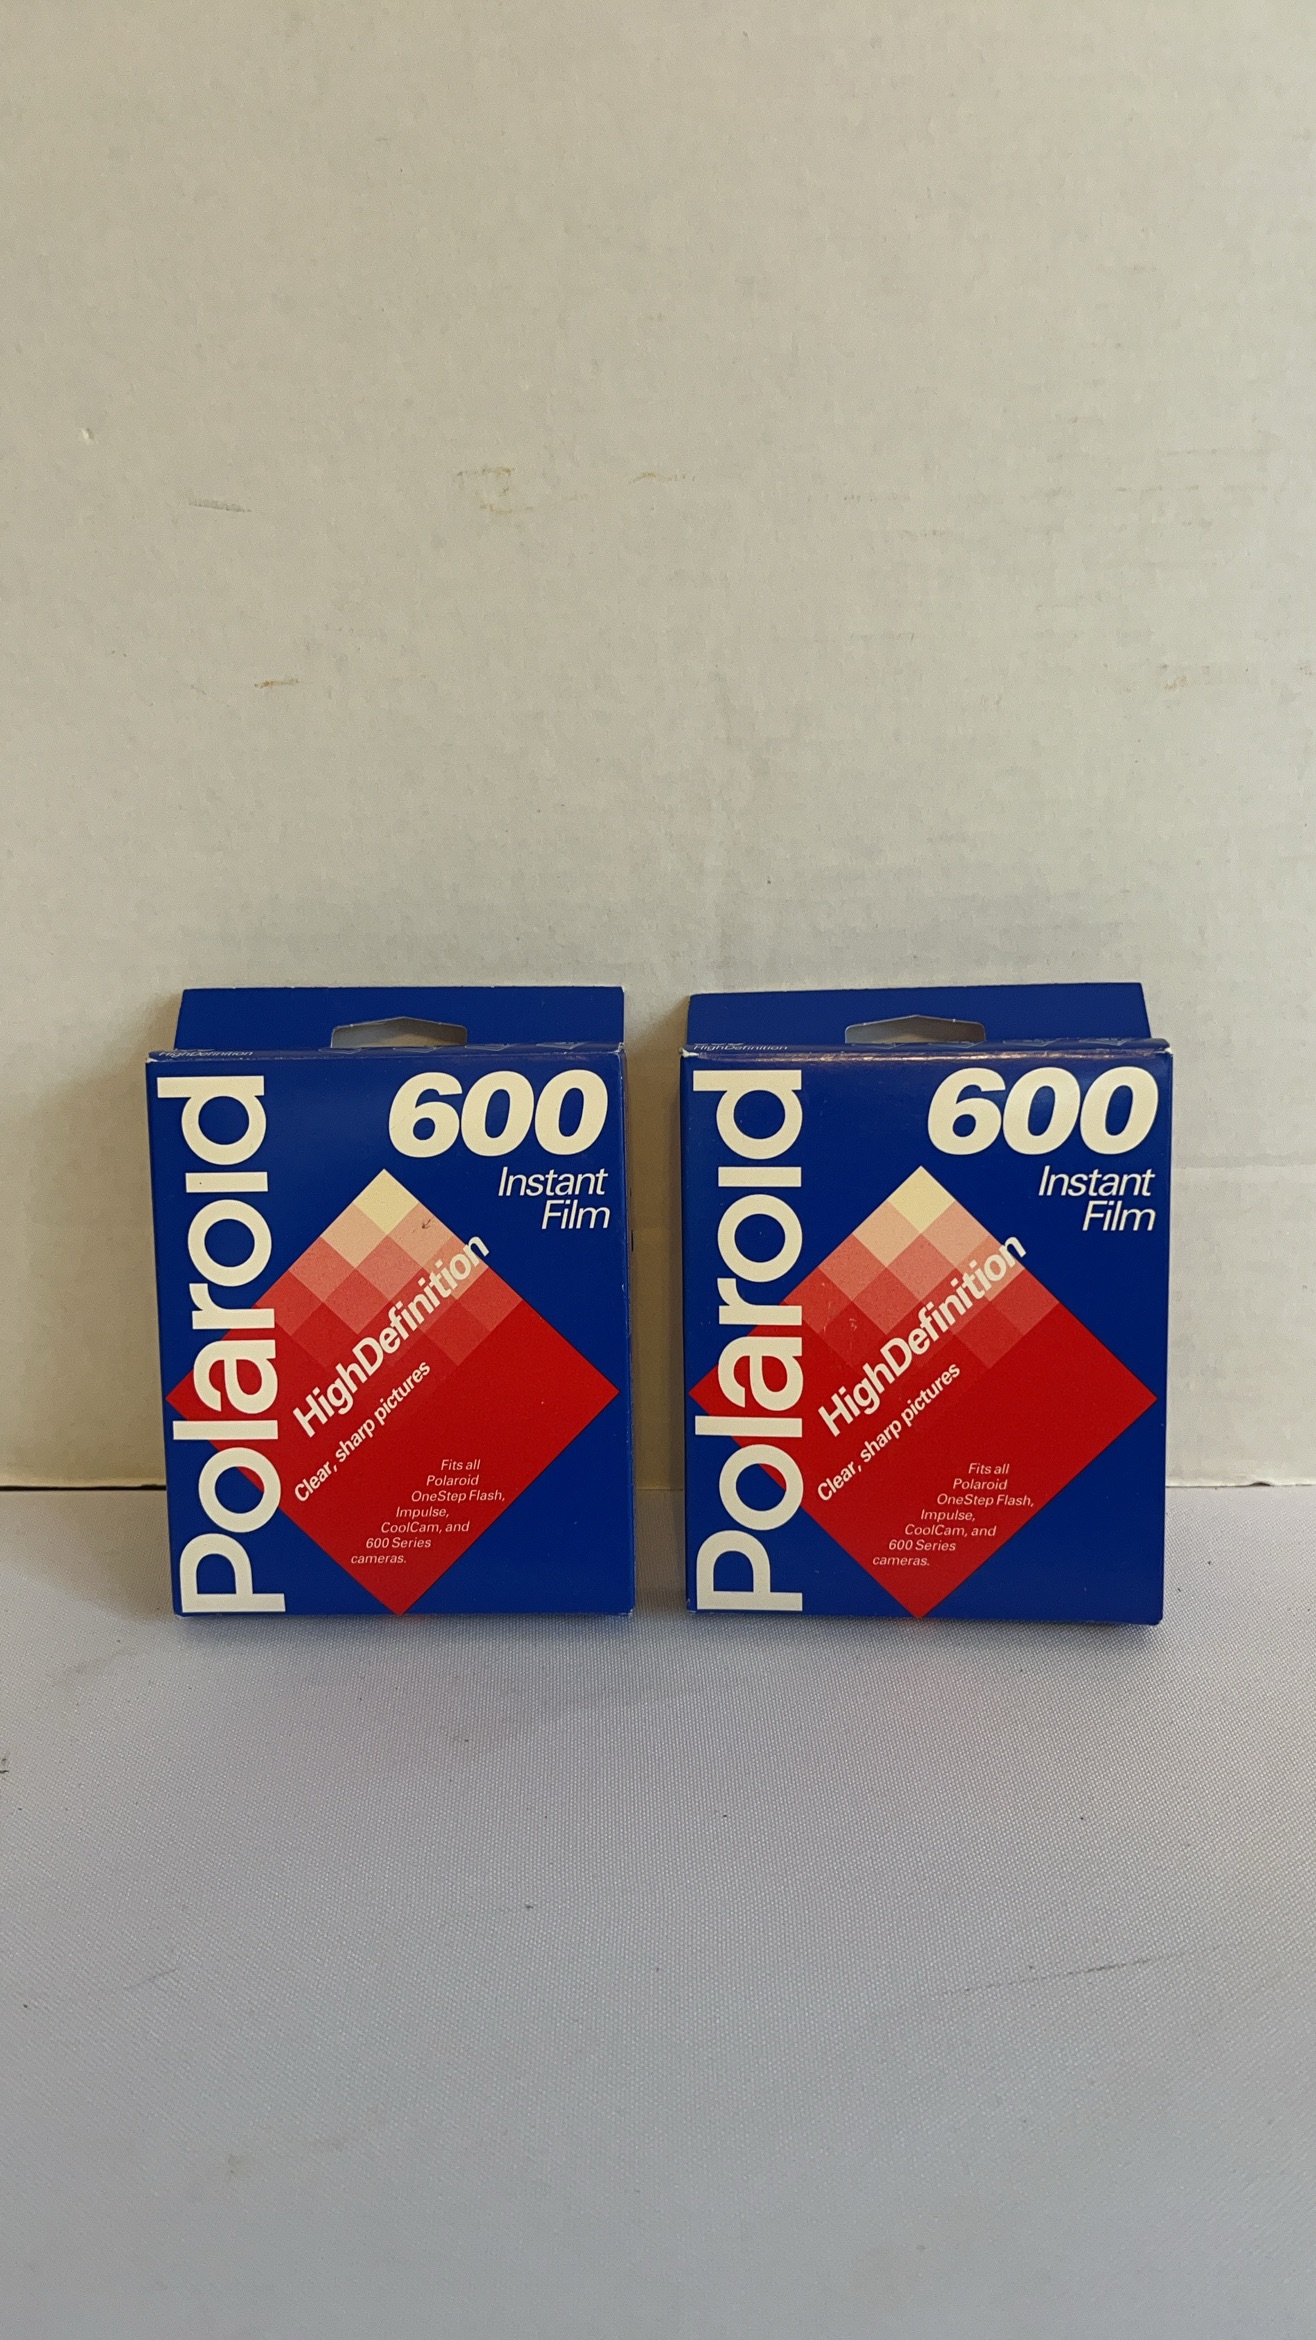 HighDefinition
Polaroid
600
Instant
Film
HighDefinition
Clear, sharp pictures
Fits all
Polaroid
OneStep Flash,
Impulse,
CoolCam, and
600 Series
cameras.
HighDefinition
Polaroid
600
Instant
Film
HighDefinition
Clear, sharp pictures
Fits all
Polaroid
OneStep Flash,
Impulse,
CoolCam, and
600 Series
cameras.